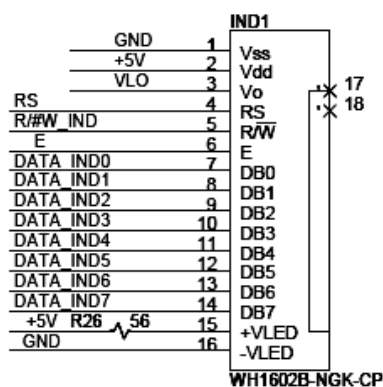 IND1
GND 1 Vss
+5V 2 Vdd
VLO 3 Vo 17
RS 4 RS 18
R/#W_IND 5 R/W
E 6 E
DATA_IND0 7 DB0
DATA_IND1 8 DB1
DATA_IND2 9 DB2
DATA_IND3 10 DB3
DATA_IND4 11 DB4
DATA_IND5 12 DB5
DATA_IND6 13 DB6
DATA_IND7 14 DB7
+5V R26 56 15 +VLED
GND 16 -VLED
WH1602B-NGK-CP